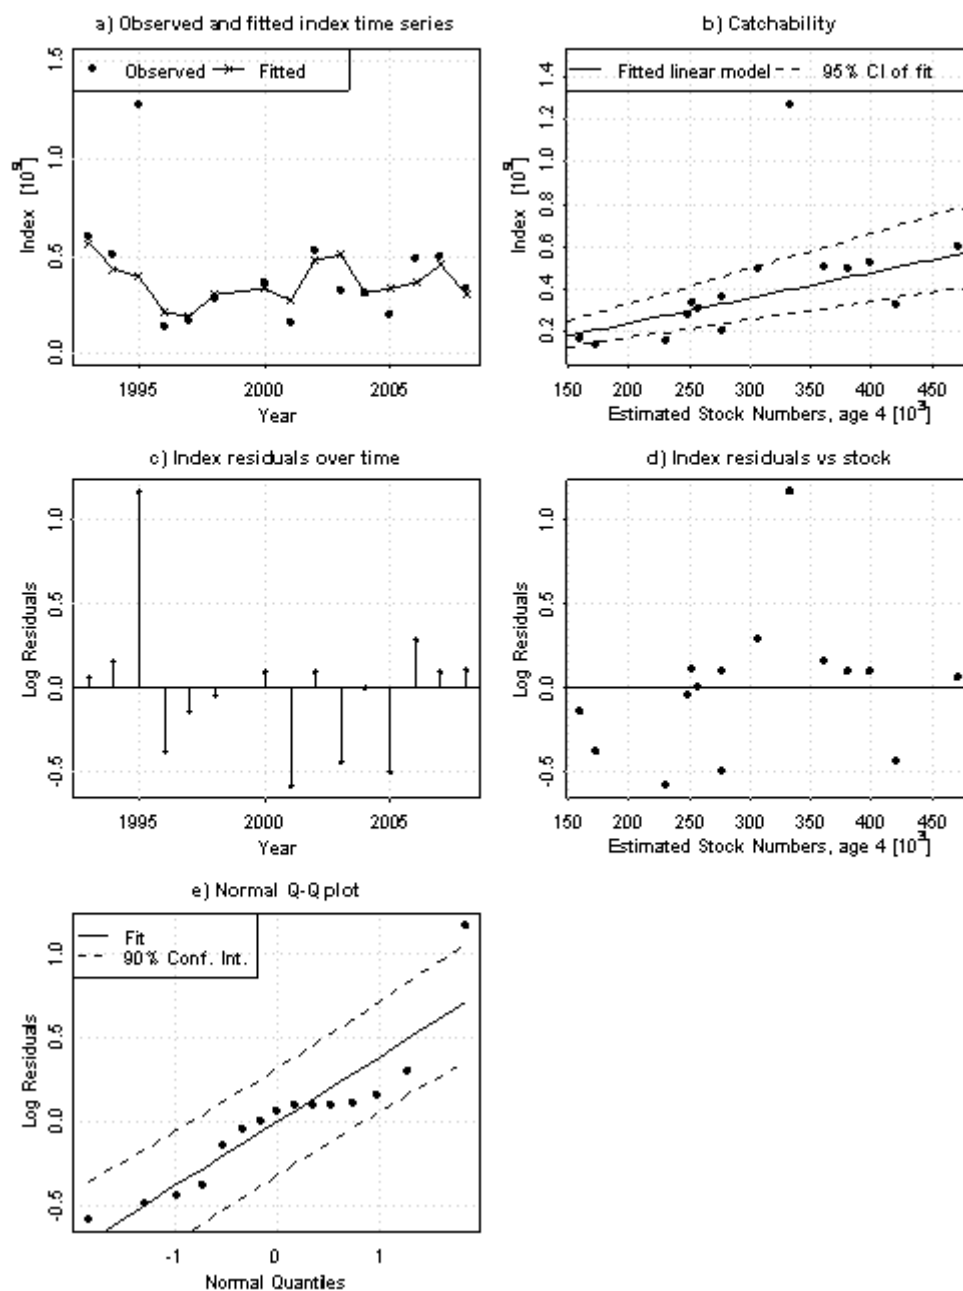 a) Observed and fitted index time series
Observed Fitted
Index [10^9]
0.0 0.5 1.0 1.5
1995 2000 2005
Year
b) Catchability
Fitted linear model 95% CI of fit
Index [10^9]
0.2 0.4 0.6 0.8 1.0 1.2 1.4
150 200 250 300 350 400 450
Estimated Stock Numbers, age 4 [10^3]
c) Index residuals over time
Log Residuals
-0.5 0.0 0.5 1.0
1995 2000 2005
Year
d) Index residuals vs stock
Log Residuals
-0.5 0.0 0.5 1.0
150 200 250 300 350 400 450
Estimated Stock Numbers, age 4 [10^3]
e) Normal Q-Q plot
Fit
90% Conf. Int.
Log Residuals
-0.5 0.0 0.5 1.0
-1 0 1
Normal Quantiles